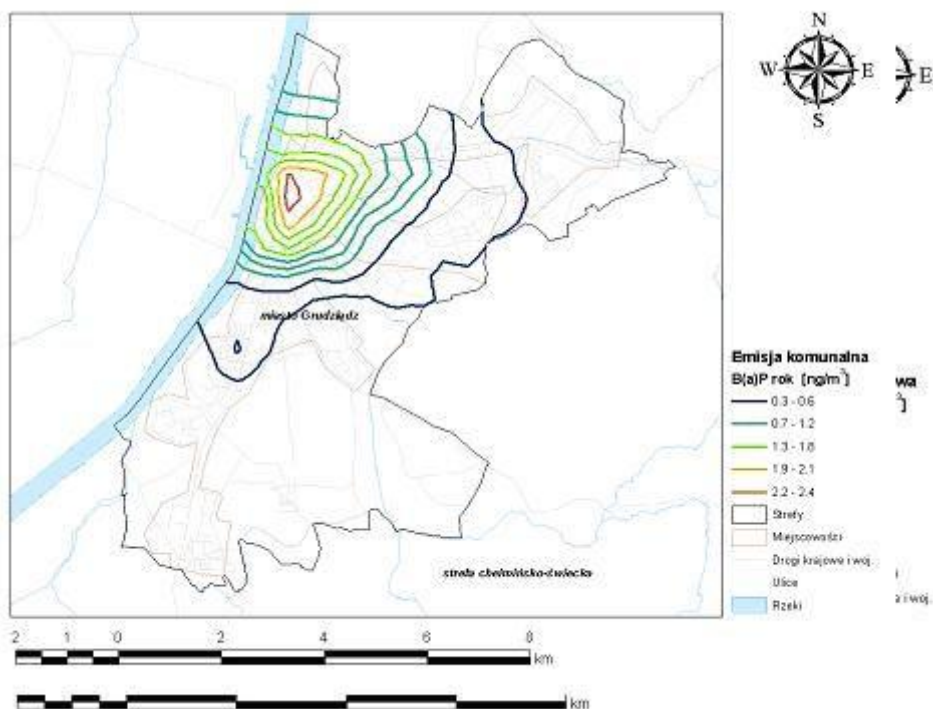 N
W E E
S
miasto Grudziądz
Emisja komunalna
B(a)P rok [ng/m³]
0.3 - 0.6
0.7 - 1.2
1.3 - 1.8
1.9 - 2.1
2.2 - 2.4
Strefy
Miejscowości
Drogi krajowe i woj.
Ulice
Rzeki
wa
³]
i
e i woj.
strefa chełmińsko-świecka
2 1 0 2 4 6 8
km
km